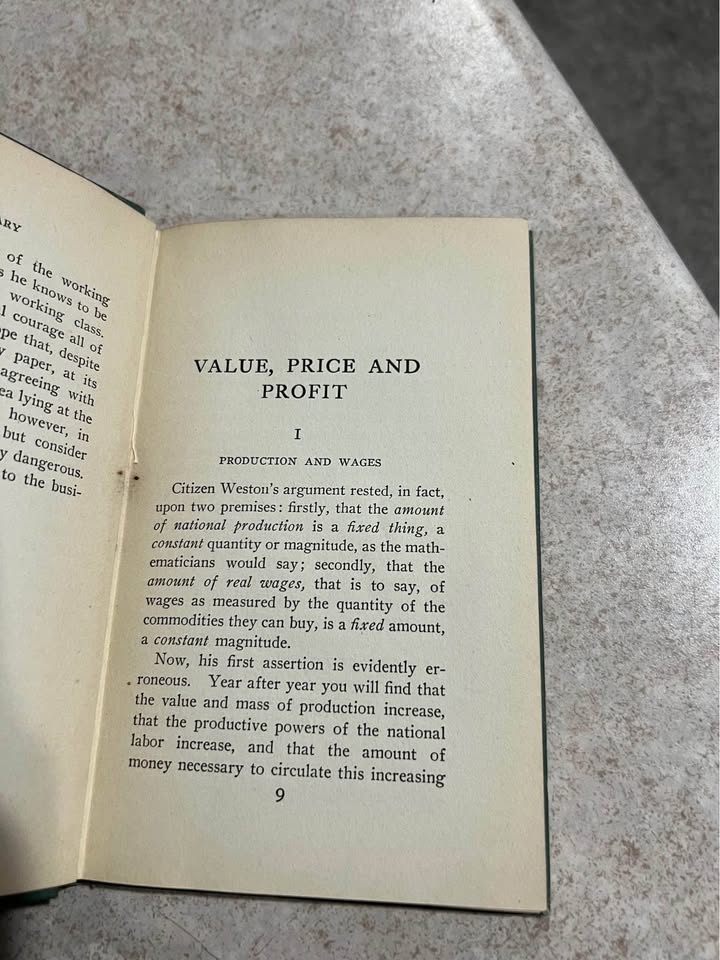 ARY
of the working
s he knows to be
working class.
l courage all of
pe that, despite
y paper, at its
agreeing with
ea lying at the
however, in
but consider
y dangerous.
to the busi-
VALUE, PRICE AND
PROFIT
I
PRODUCTION AND WAGES
Citizen Weston's argument rested, in fact,
upon two premises: firstly, that the amount
of national production is a fixed thing, a
constant quantity or magnitude, as the math-
ematicians would say; secondly, that the
amount of real wages, that is to say, of
wages as measured by the quantity of the
commodities they can buy, is a fixed amount,
a constant magnitude.
Now, his first assertion is evidently er-
roneous. Year after year you will find that
the value and mass of production increase,
that the productive powers of the national
labor increase, and that the amount of
money necessary to circulate this increasing
9